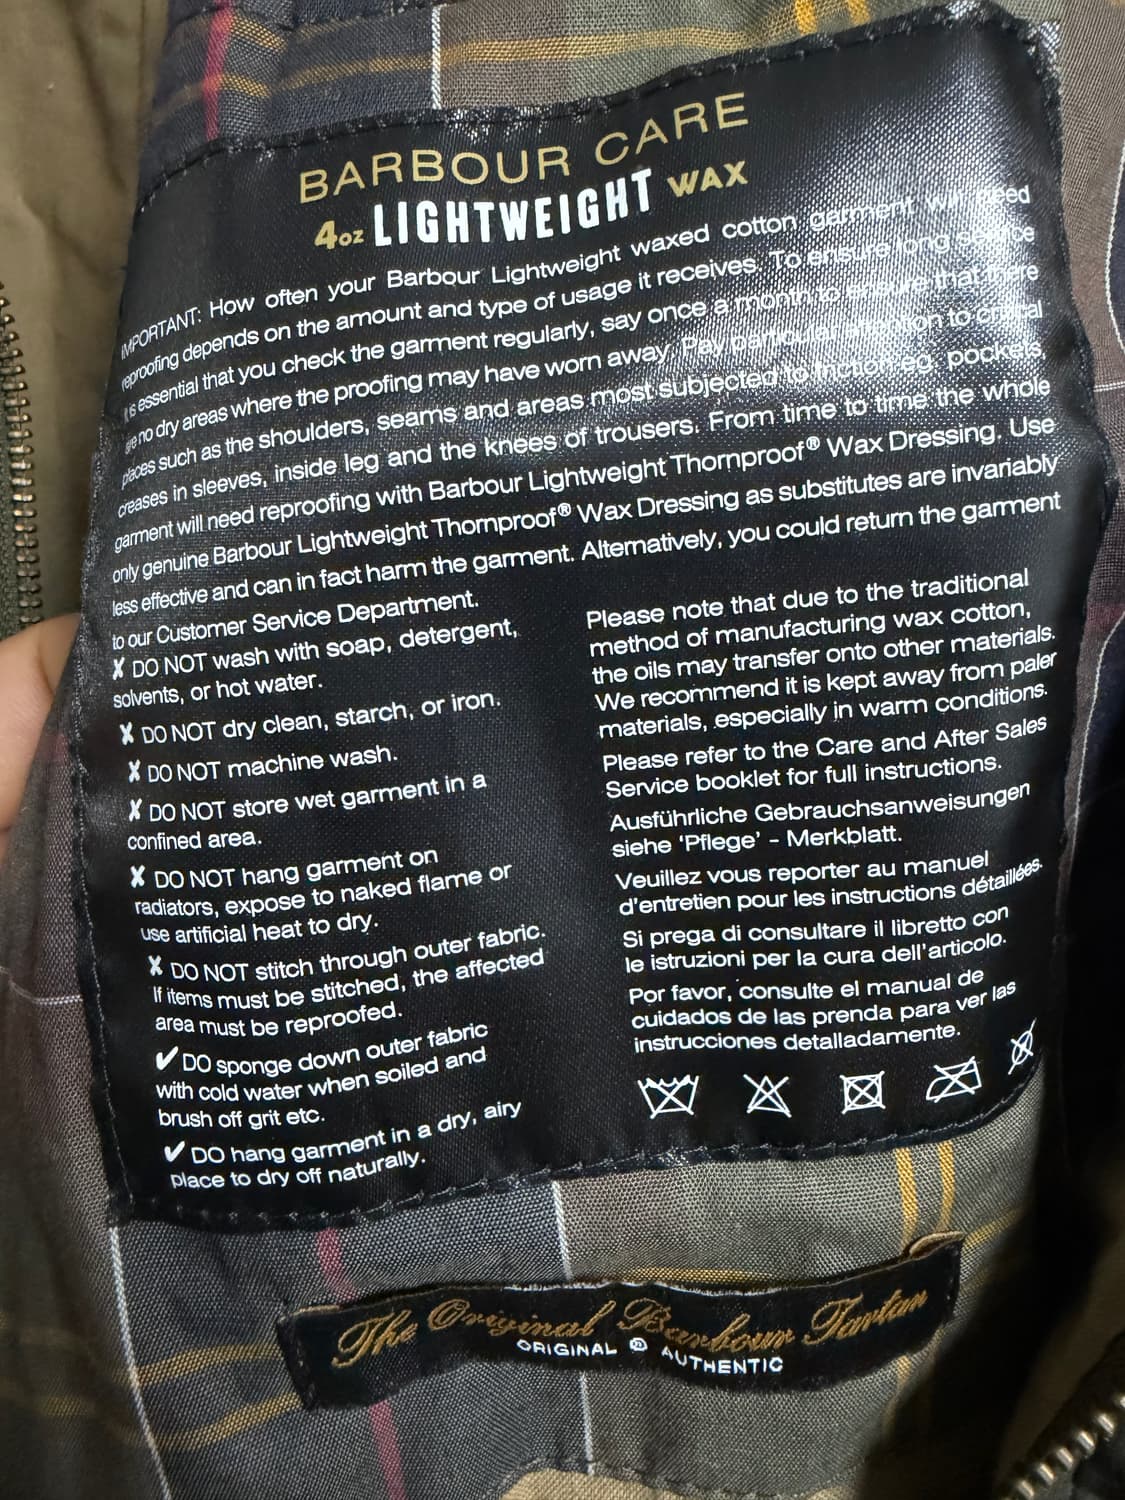 BARBOUR CARE
4oz LIGHTWEIGHT WAX
IMPORTANT: How often your Barbour Lightweight waxed cotton garment will need
reproofing depends on the amount and type of usage it receives. To ensure long service
it is essential that you check the garment regularly, say once a month to ensure that there
are no dry areas where the proofing may have worn away. Pay particular attention to critical
places such as the shoulders, seams and areas most subjected to friction eg. pockets,
creases in sleeves, inside leg and the knees of trousers. From time to time the whole
garment will need reproofing with Barbour Lightweight Thornproof® Wax Dressing. Use
only genuine Barbour Lightweight Thornproof® Wax Dressing as substitutes are invariably
less effective and can in fact harm the garment. Alternatively, you could return the garment
to our Customer Service Department.
✗ DO NOT wash with soap, detergent,
solvents, or hot water.
✗ DO NOT dry clean, starch, or iron.
✗ DO NOT machine wash.
✗ DO NOT store wet garment in a
confined area.
✗ DO NOT hang garment on
radiators, expose to naked flame or
use artificial heat to dry.
✗ DO NOT stitch through outer fabric.
If items must be stitched, the affected
area must be reproofed.
✔ DO sponge down outer fabric
with cold water when soiled and
brush off grit etc.
✔ DO hang garment in a dry, airy
place to dry off naturally.
Please note that due to the traditional
method of manufacturing wax cotton,
the oils may transfer onto other materials.
We recommend it is kept away from paler
materials, especially in warm conditions.
Please refer to the Care and After Sales
Service booklet for full instructions.
Ausführliche Gebrauchsanweisungen
siehe 'Pflege' - Merkblatt.
Veuillez vous reporter au manuel
d'entretien pour les instructions détaillées.
Si prega di consultare il libretto con
le istruzioni per la cura dell'articolo.
Por favor, consulte el manual de
cuidados de las prenda para ver las
instrucciones detalladamente.
The Original Barbour Tartan
ORIGINAL AUTHENTIC